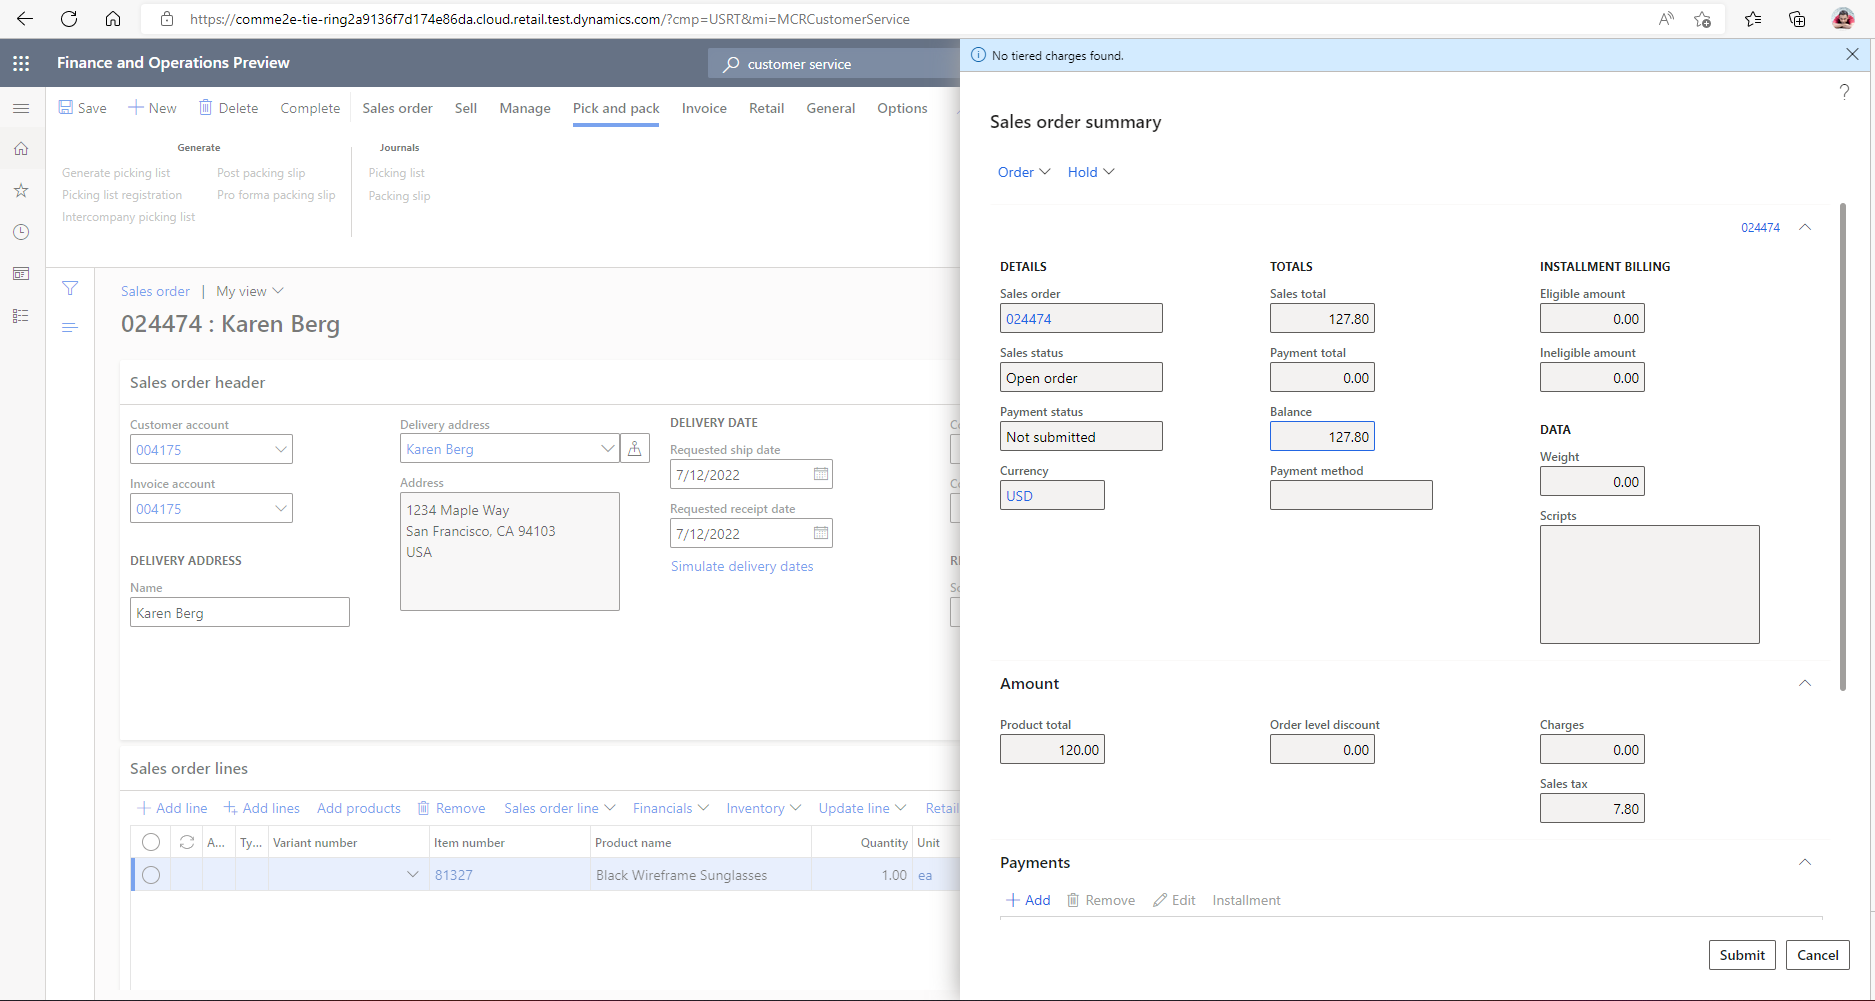 https://comme2e-tie-ring2a9136f7d174e86da.cloud.retail.test.dynamics.com/?cmp=USRT&mi=MCRCustomerService
Finance and Operations Preview
customer service
No tiered charges found.
Save New Delete Complete Sales order Sell Manage Pick and pack Invoice Retail General Options
Generate
Generate picking list Post packing slip
Picking list registration Pro forma packing slip
Intercompany picking list
Journals
Picking list
Packing slip
Sales order | My view
024474 : Karen Berg
Sales order header
Customer account
004175
Invoice account
004175
DELIVERY ADDRESS
Name
Karen Berg
Delivery address
Karen Berg
Address
1234 Maple Way
San Francisco, CA 94103
USA
DELIVERY DATE
Requested ship date
7/12/2022
Requested receipt date
7/12/2022
Simulate delivery dates
Sales order lines
Add line Add lines Add products Remove Sales order line Financials Inventory Update line Retail
A... Ty... Variant number Item number Product name Quantity Unit
81327 Black Wireframe Sunglasses 1.00 ea
?
Sales order summary
Order Hold
024474
DETAILS
Sales order
024474
Sales status
Open order
Payment status
Not submitted
Currency
USD
TOTALS
Sales total
127.80
Payment total
0.00
Balance
127.80
Payment method
INSTALLMENT BILLING
Eligible amount
0.00
Ineligible amount
0.00
DATA
Weight
0.00
Scripts
Amount
Product total
120.00
Order level discount
0.00
Charges
0.00
Sales tax
7.80
Payments
Add Remove Edit Installment
Submit Cancel